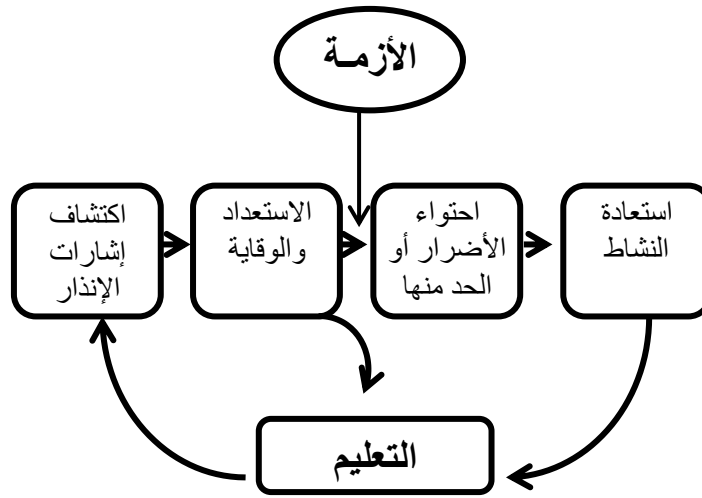 الأزمـة
اكتشاف
إشارات
الإنذار
الاستعداد
والوقاية
احتواء
الأضرار أو
الحد منها
استعادة
النشاط
التعليم